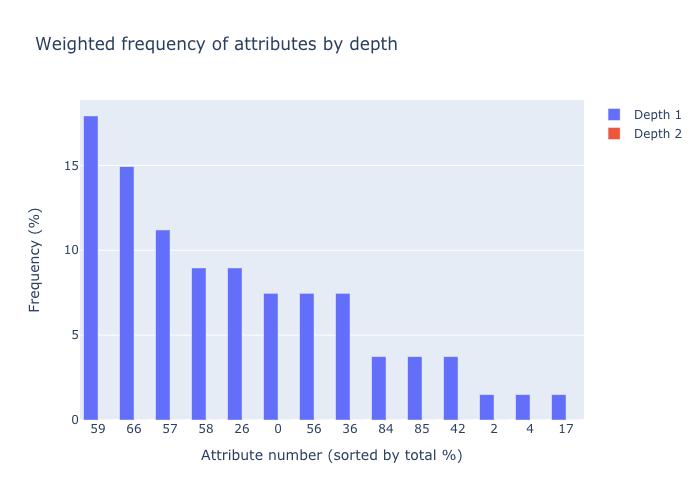 Weighted frequency of attributes by depth
Depth 1
Depth 2
15
10
5
0
Frequency (%)
59 66 57 58 26 0 56 36 84 85 42 2 4 17
Attribute number (sorted by total %)